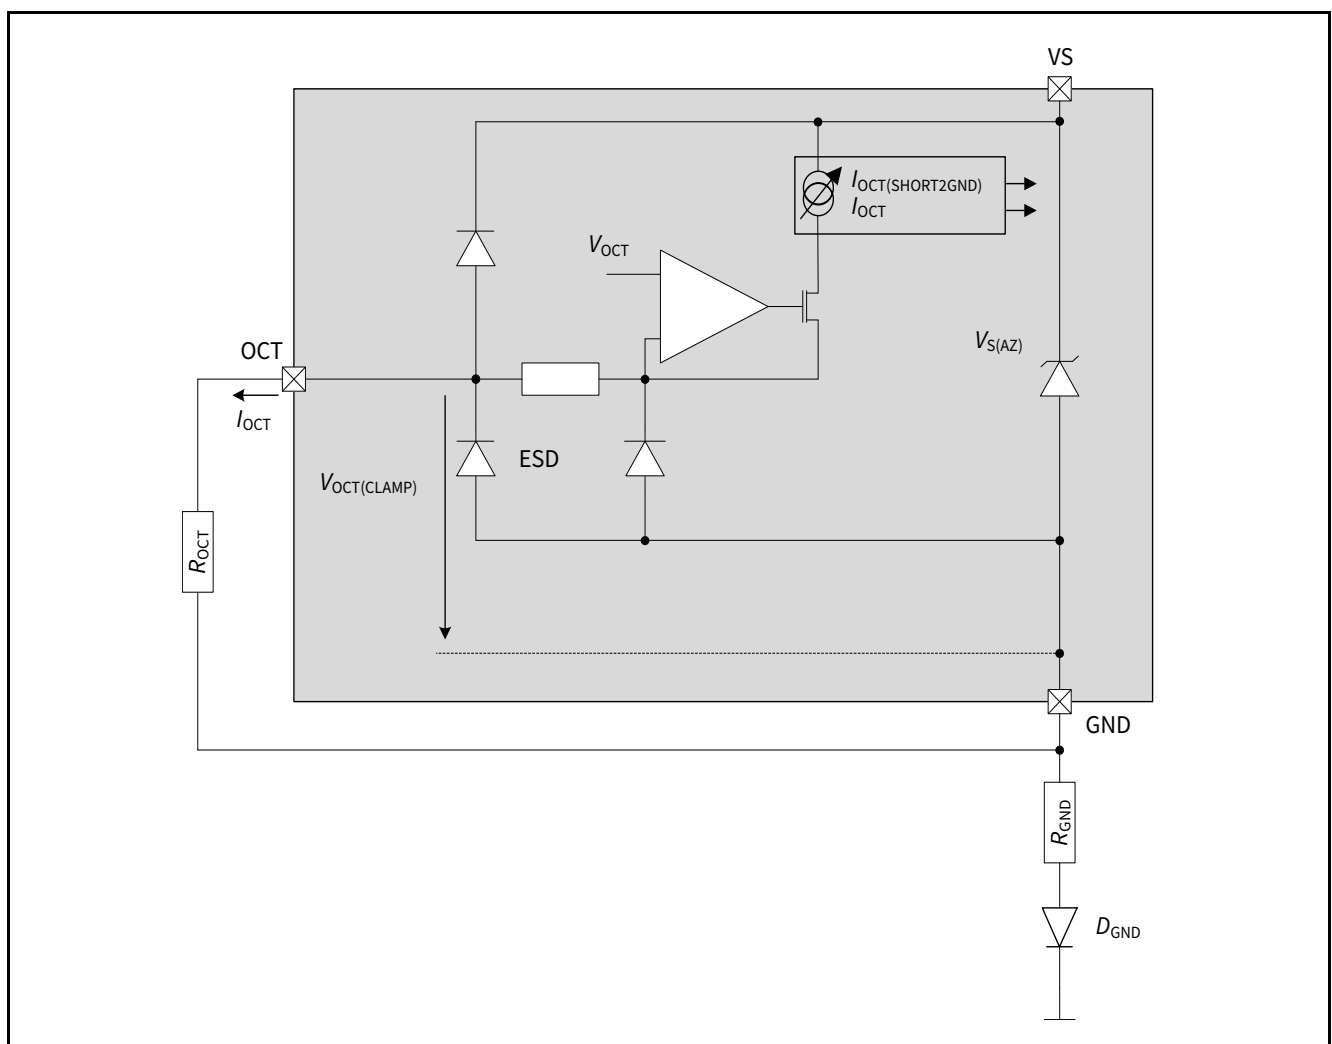 VS
IOCT(SHORT2GND)
IOCT
VOCT
VS(AZ)
OCT
IOCT
ESD
VOCT(CLAMP)
ROCT
GND
RGND
DGND